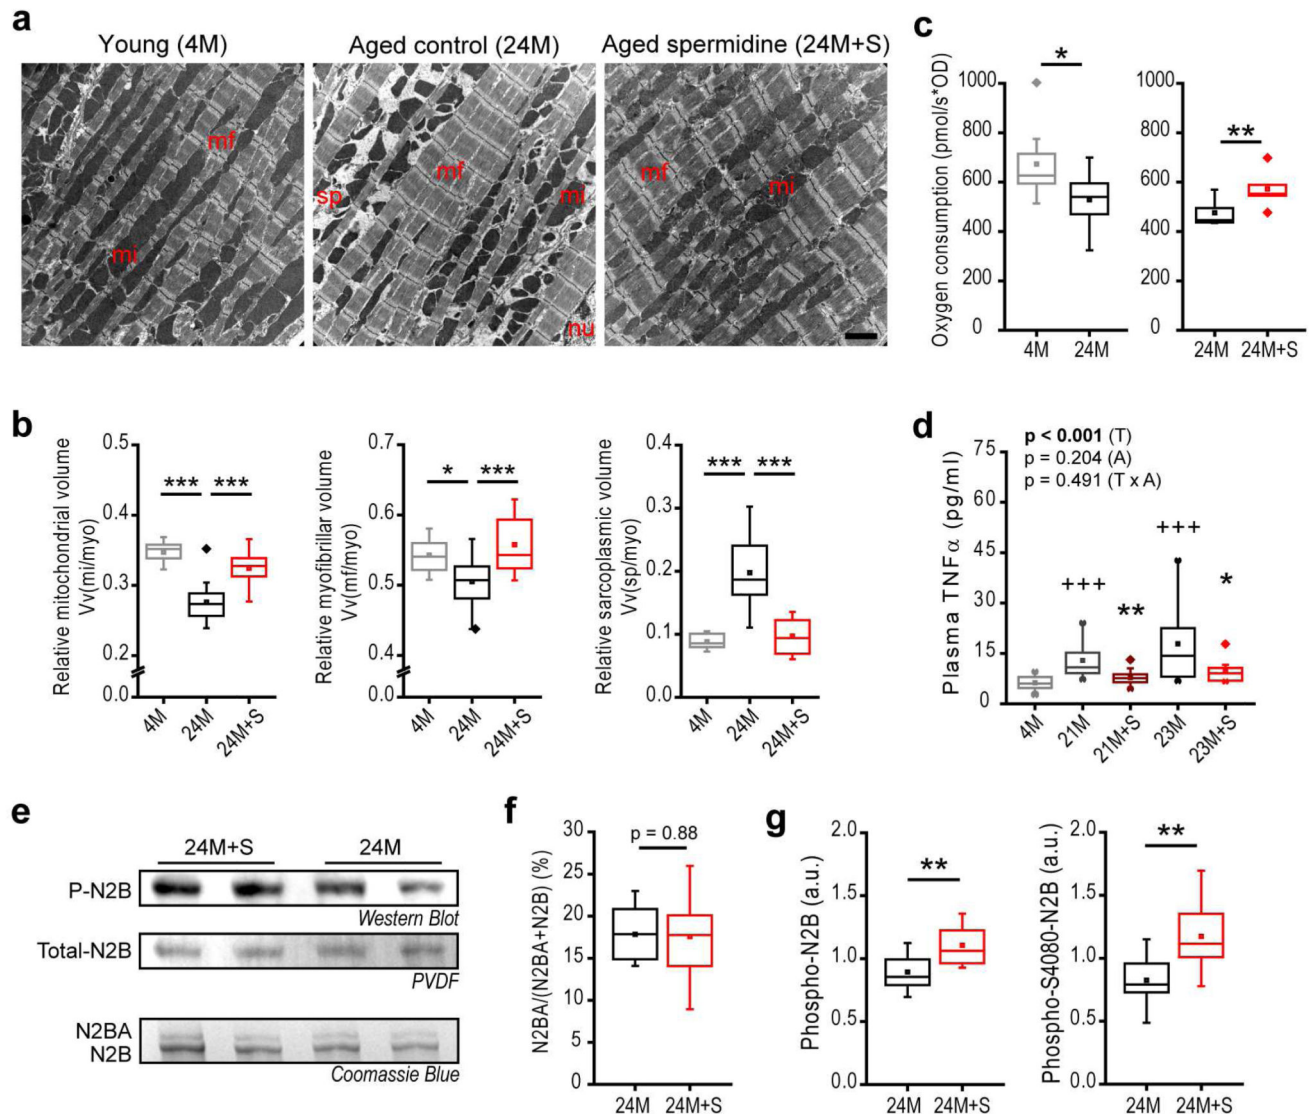 a
Young (4M)
Aged control (24M)
Aged spermidine (24M+S)
mf
mi
sp
mf
mi
nu
mf
mi
c
Oxygen consumption (pmol/s*OD)
1000
800
600
400
200
0
*
4M
24M
1000
800
600
400
200
0
**
24M
24M+S
b
Relative mitochondrial volume
Vv(mi/myo)
0.5
0.4
0.3
0.2
0.0
***
***
4M
24M
24M+S
Relative myofibrillar volume
Vv(mf/myo)
0.7
0.6
0.5
0.4
0.0
*
***
4M
24M
24M+S
Relative sarcoplasmic volume
Vv(sp/myo)
0.4
0.3
0.2
0.1
0.0
***
***
4M
24M
24M+S
d
p < 0.001 (T)
p = 0.204 (A)
p = 0.491 (T x A)
Plasma TNFα (pg/ml)
75
60
45
30
15
0
+++
**
+++
*
4M
21M
21M+S
23M
23M+S
e
24M+S
24M
P-N2B
Western Blot
Total-N2B
PVDF
N2BA
N2B
Coomassie Blue
f
N2BA/(N2BA+N2B) (%)
30
25
20
15
10
5
0
p = 0.88
24M
24M+S
g
Phospho-N2B (a.u.)
2.0
1.5
1.0
0.5
0.0
**
24M
24M+S
Phospho-S4080-N2B (a.u.)
2.0
1.5
1.0
0.5
0.0
**
24M
24M+S